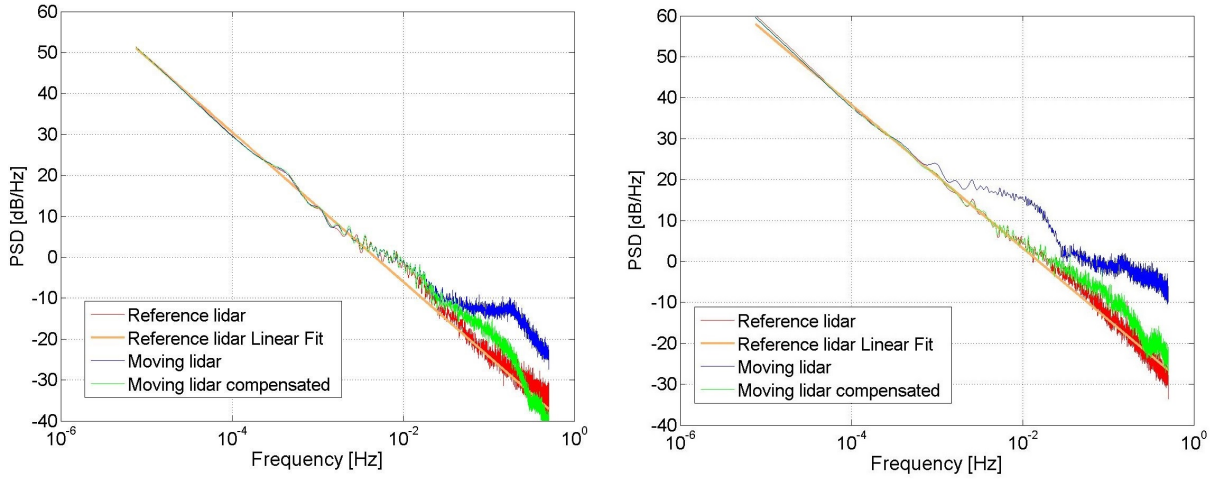 60
50
40
30
20
10
0
-10
-20
-30
-40
PSD [dB/Hz]
Reference lidar
Reference lidar Linear Fit
Moving lidar
Moving lidar compensated
10^-6
10^-4
10^-2
10^0
Frequency [Hz]
60
50
40
30
20
10
0
-10
-20
-30
-40
PSD [dB/Hz]
Reference lidar
Reference lidar Linear Fit
Moving lidar
Moving lidar compensated
10^-6
10^-4
10^-2
10^0
Frequency [Hz]